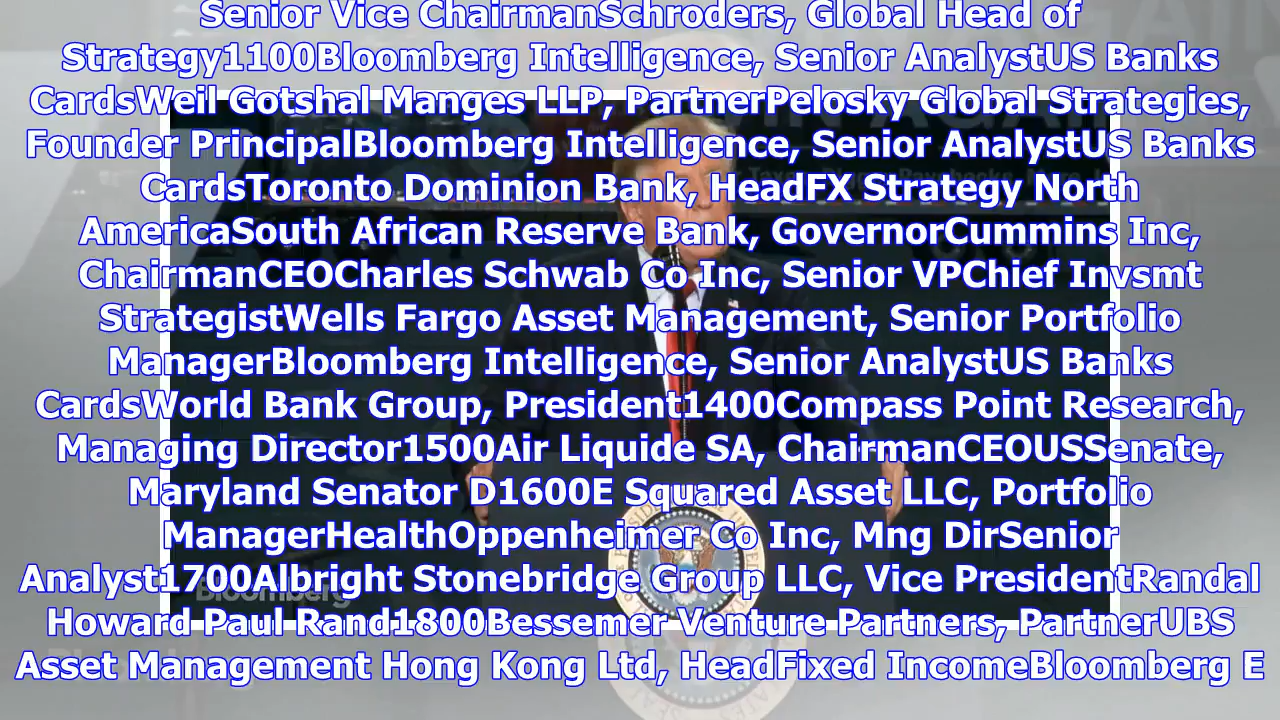 Senior Vice ChairmanSchroders, Global Head of
Strategy1100Bloomberg Intelligence, Senior AnalystUS Banks
CardsWeil Gotshal Manges LLP, PartnerPelosky Global Strategies,
Founder PrincipalBloomberg Intelligence, Senior AnalystUS Banks
CardsToronto Dominion Bank, HeadFX Strategy North
AmericaSouth African Reserve Bank, GovernorCummins Inc,
ChairmanCEOCharles Schwab Co Inc, Senior VPChief Invsmt
StrategistWells Fargo Asset Management, Senior Portfolio
ManagerBloomberg Intelligence, Senior AnalystUS Banks
CardsWorld Bank Group, President1400Compass Point Research,
Managing Director1500Air Liquide SA, ChairmanCEOUSSenate,
Maryland Senator D1600E Squared Asset LLC, Portfolio
ManagerHealthOppenheimer Co Inc, Mng DirSenior
Analyst1700Albright Stonebridge Group LLC, Vice PresidentRandal
Bloomberg
Howard Paul Rand1800Bessemer Venture Partners, PartnerUBS
Asset Management Hong Kong Ltd, HeadFixed IncomeBloomberg E